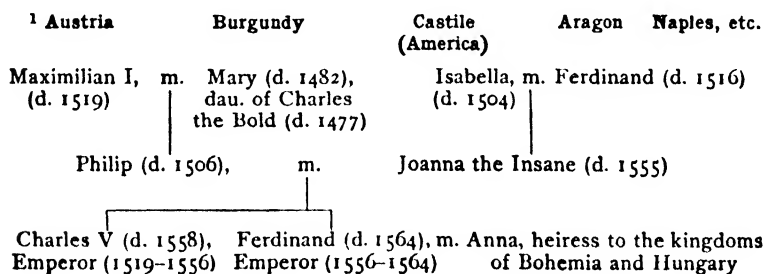 ¹ Austria Burgundy Castile Aragon Naples, etc.
(America)
Maximilian I, m. Mary (d. 1482), Isabella, m. Ferdinand (d. 1516)
(d. 1519) dau. of Charles (d. 1504)
the Bold (d. 1477)
Philip (d. 1506), m. Joanna the Insane (d. 1555)
Charles V (d. 1558), Ferdinand (d. 1564), m. Anna, heiress to the kingdoms
Emperor (1519–1556) Emperor (1556–1564) of Bohemia and Hungary